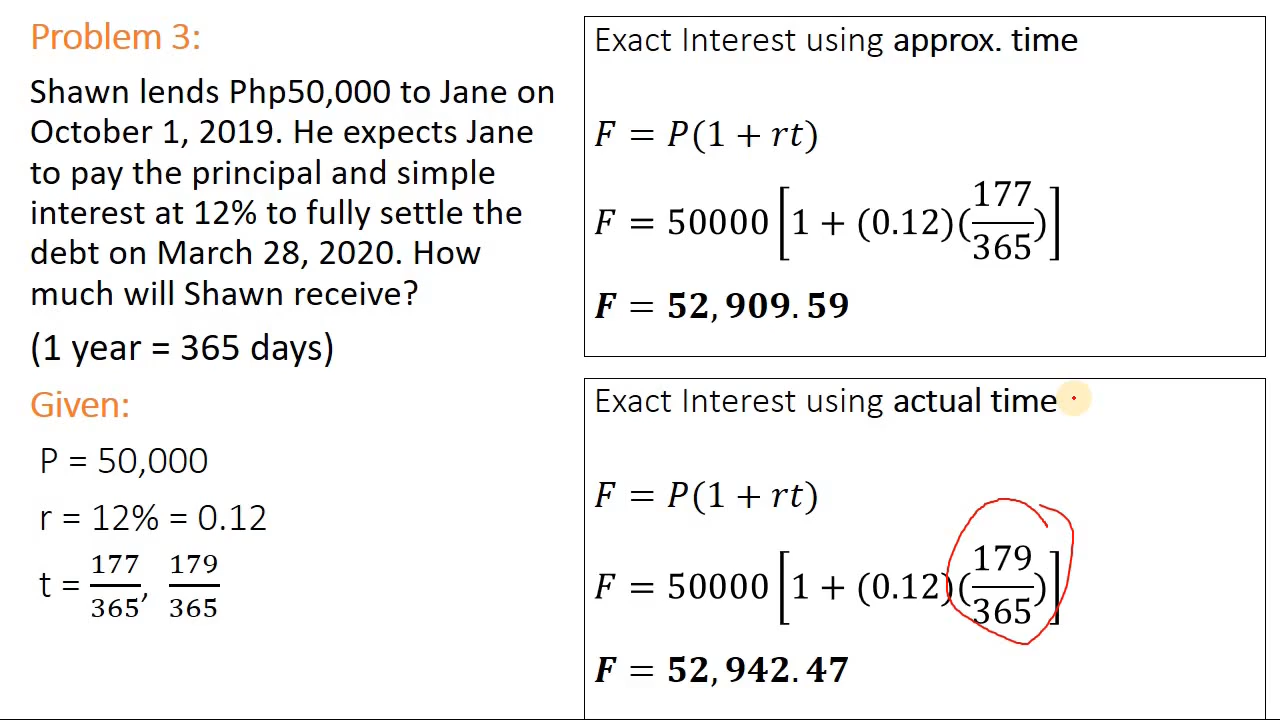 Problem 3:
Shawn lends Php50,000 to Jane on
October 1, 2019. He expects Jane
to pay the principal and simple
interest at 12% to fully settle the
debt on March 28, 2020. How
much will Shawn receive?
(1 year = 365 days)
Given:
P = 50,000
r = 12% = 0.12
t = 177/365, 179/365
Exact Interest using approx. time
F = P(1 + rt)
F = 50000[1 + (0.12)(177/365)]
F = 52,909.59
Exact Interest using actual time
F = P(1 + rt)
F = 50000[1 + (0.12)(179/365)]
F = 52,942.47